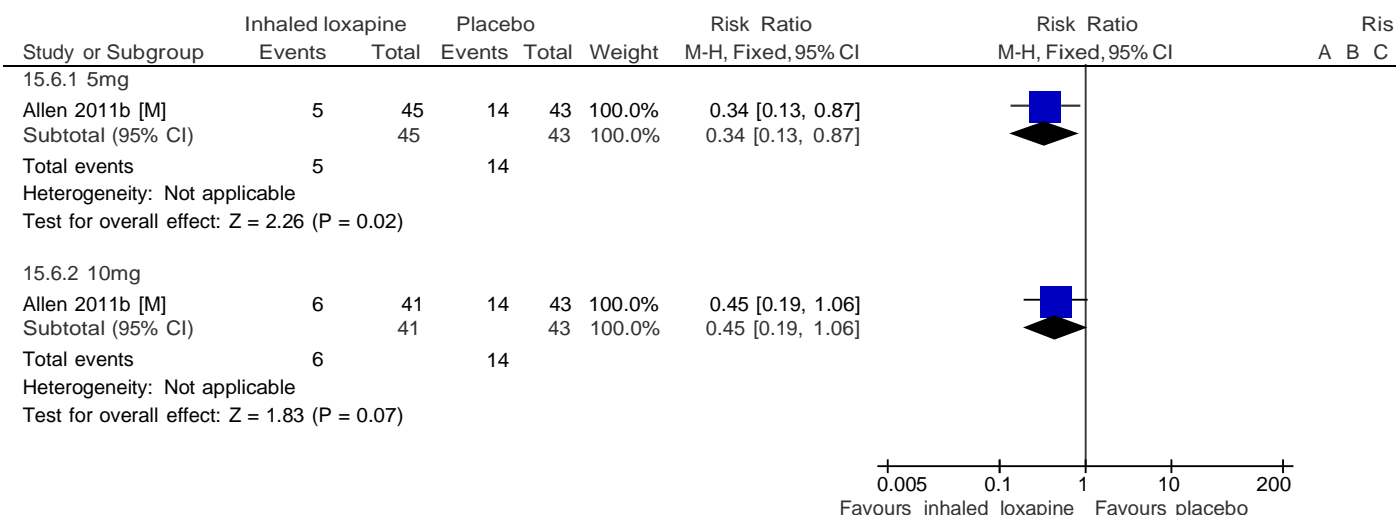 Inhaled loxapine Placebo Risk Ratio Risk Ratio Ris
Study or Subgroup Events Total Events Total Weight M-H, Fixed, 95% CI M-H, Fixed, 95% CI A B C
15.6.1 5mg
Allen 2011b [M] 5 45 14 43 100.0% 0.34 [0.13, 0.87]
Subtotal (95% CI) 45 43 100.0% 0.34 [0.13, 0.87]
Total events 5 14
Heterogeneity: Not applicable
Test for overall effect: Z = 2.26 (P = 0.02)
15.6.2 10mg
Allen 2011b [M] 6 41 14 43 100.0% 0.45 [0.19, 1.06]
Subtotal (95% CI) 41 43 100.0% 0.45 [0.19, 1.06]
Total events 6 14
Heterogeneity: Not applicable
Test for overall effect: Z = 1.83 (P = 0.07)
0.005 0.1 1 10 200
Favours inhaled loxapine Favours placebo